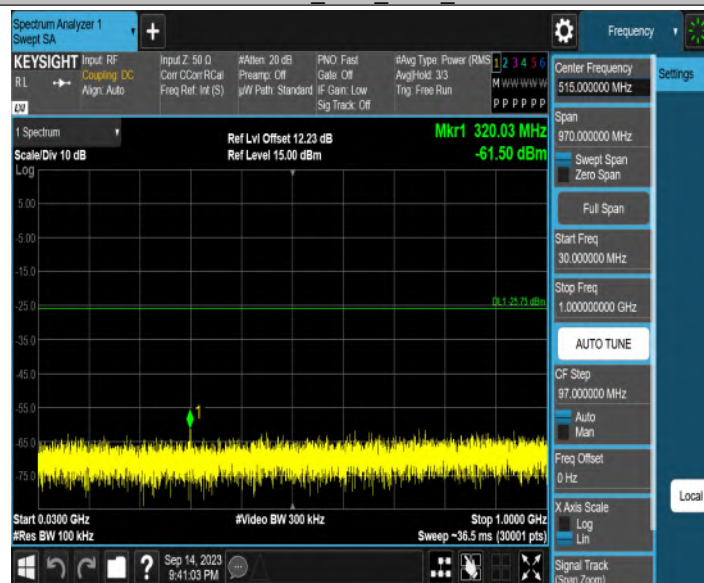 Spectrum Analyzer 1
Swept SA
+
Frequency
KEYSIGHT
RL
LXI
Input: RF
Coupling: DC
Align: Auto
Input Z: 50 Ω
Corr CCorr RCal
Freq Ref: Int (S)
#Atten: 20 dB
Preamp: Off
µW Path: Standard
PNO: Fast
Gate: Off
IF Gain: Low
Sig Track: Off
#Avg Type: Power (RMS
Avg|Hold: 3/3
Trig: Free Run
1 2 3 4 5 6
M W W W W W
P P P P P P
1 Spectrum
Scale/Div 10 dB
Log
Ref Lvl Offset 12.23 dB
Ref Level 15.00 dBm
Mkr1 320.03 MHz
-61.50 dBm
5.00
-5.00
-15.0
-25.0
DL1 -25.75 dBm
-35.0
-45.0
-55.0
1
-65.0
-75.0
Start 0.0300 GHz
#Res BW 100 kHz
#Video BW 300 kHz
Stop 1.0000 GHz
Sweep ~36.5 ms (30001 pts)
Sep 14, 2023
9:41:03 PM
?
Center Frequency
515.000000 MHz
Settings
Span
970.000000 MHz
Swept Span
Zero Span
Full Span
Start Freq
30.000000 MHz
Stop Freq
1.000000000 GHz
AUTO TUNE
CF Step
97.000000 MHz
Auto
Man
Freq Offset
0 Hz
Local
X Axis Scale
Log
Lin
Signal Track
(Span Zoom)